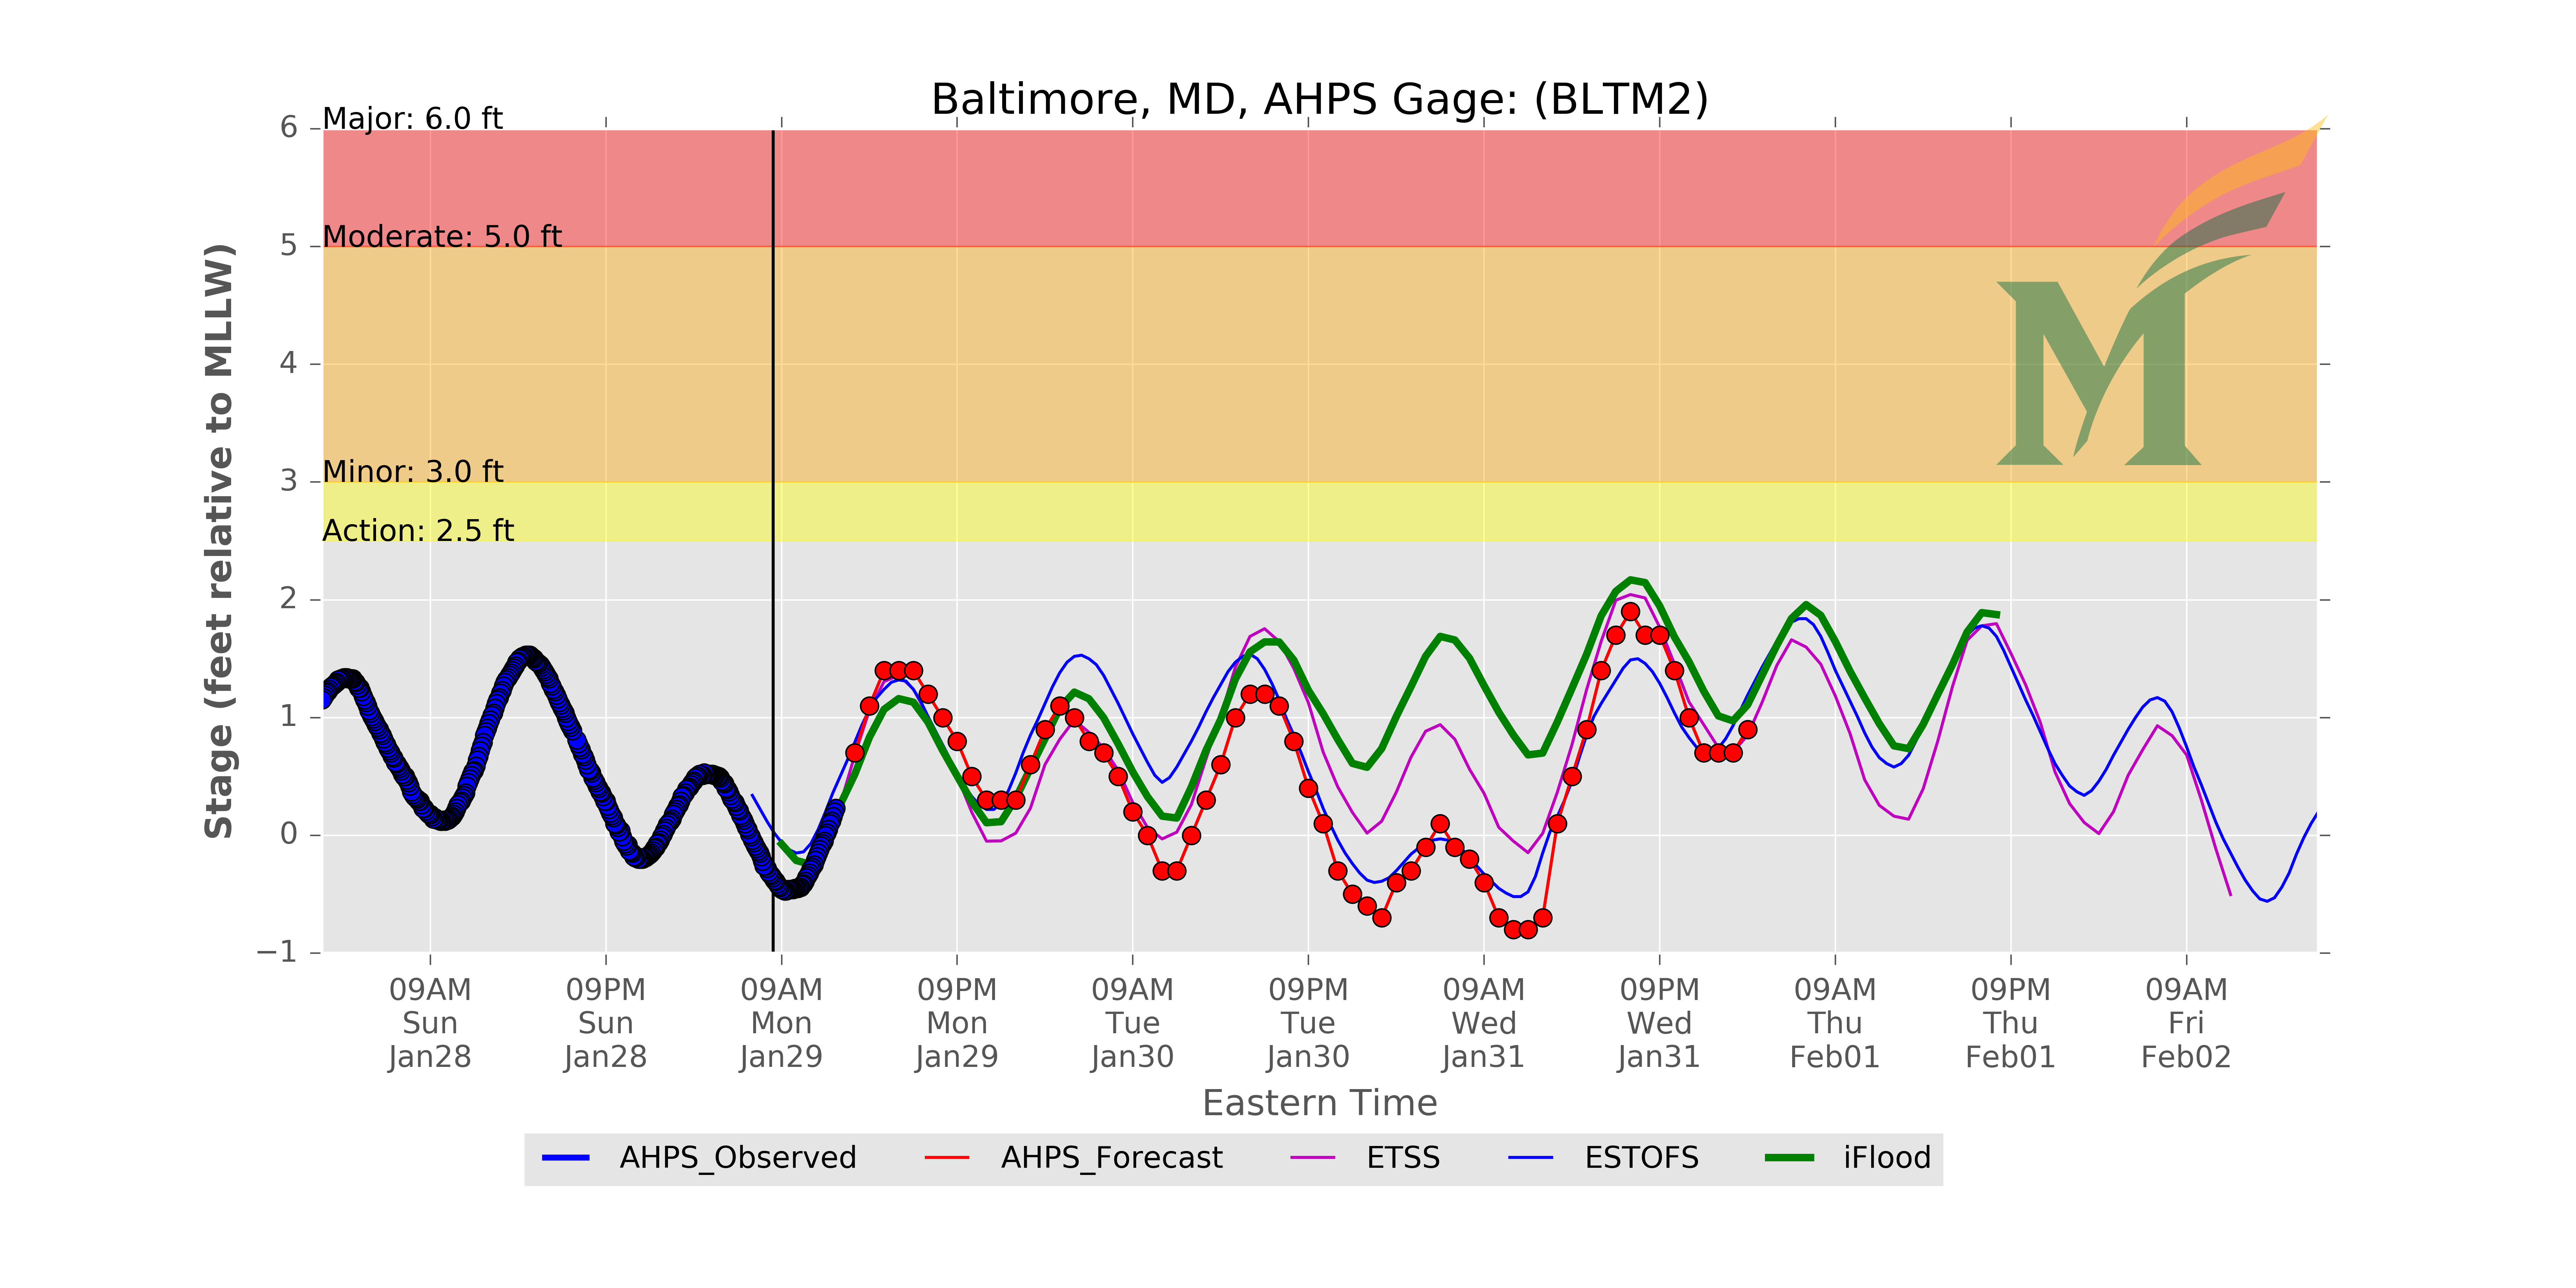 Baltimore, MD, AHPS Gage: (BLTM2)
Major: 6.0 ft
Moderate: 5.0 ft
Minor: 3.0 ft
Action: 2.5 ft
6
5
4
3
2
1
0
−1
Stage (feet relative to MLLW)
M
09AM 09PM 09AM 09PM 09AM 09PM 09AM 09PM 09AM 09PM 09AM
Sun Sun Mon Mon Tue Tue Wed Wed Thu Thu Fri
Jan28 Jan28 Jan29 Jan29 Jan30 Jan30 Jan31 Jan31 Feb01 Feb01 Feb02
Eastern Time
AHPS_Observed AHPS_Forecast ETSS ESTOFS iFlood